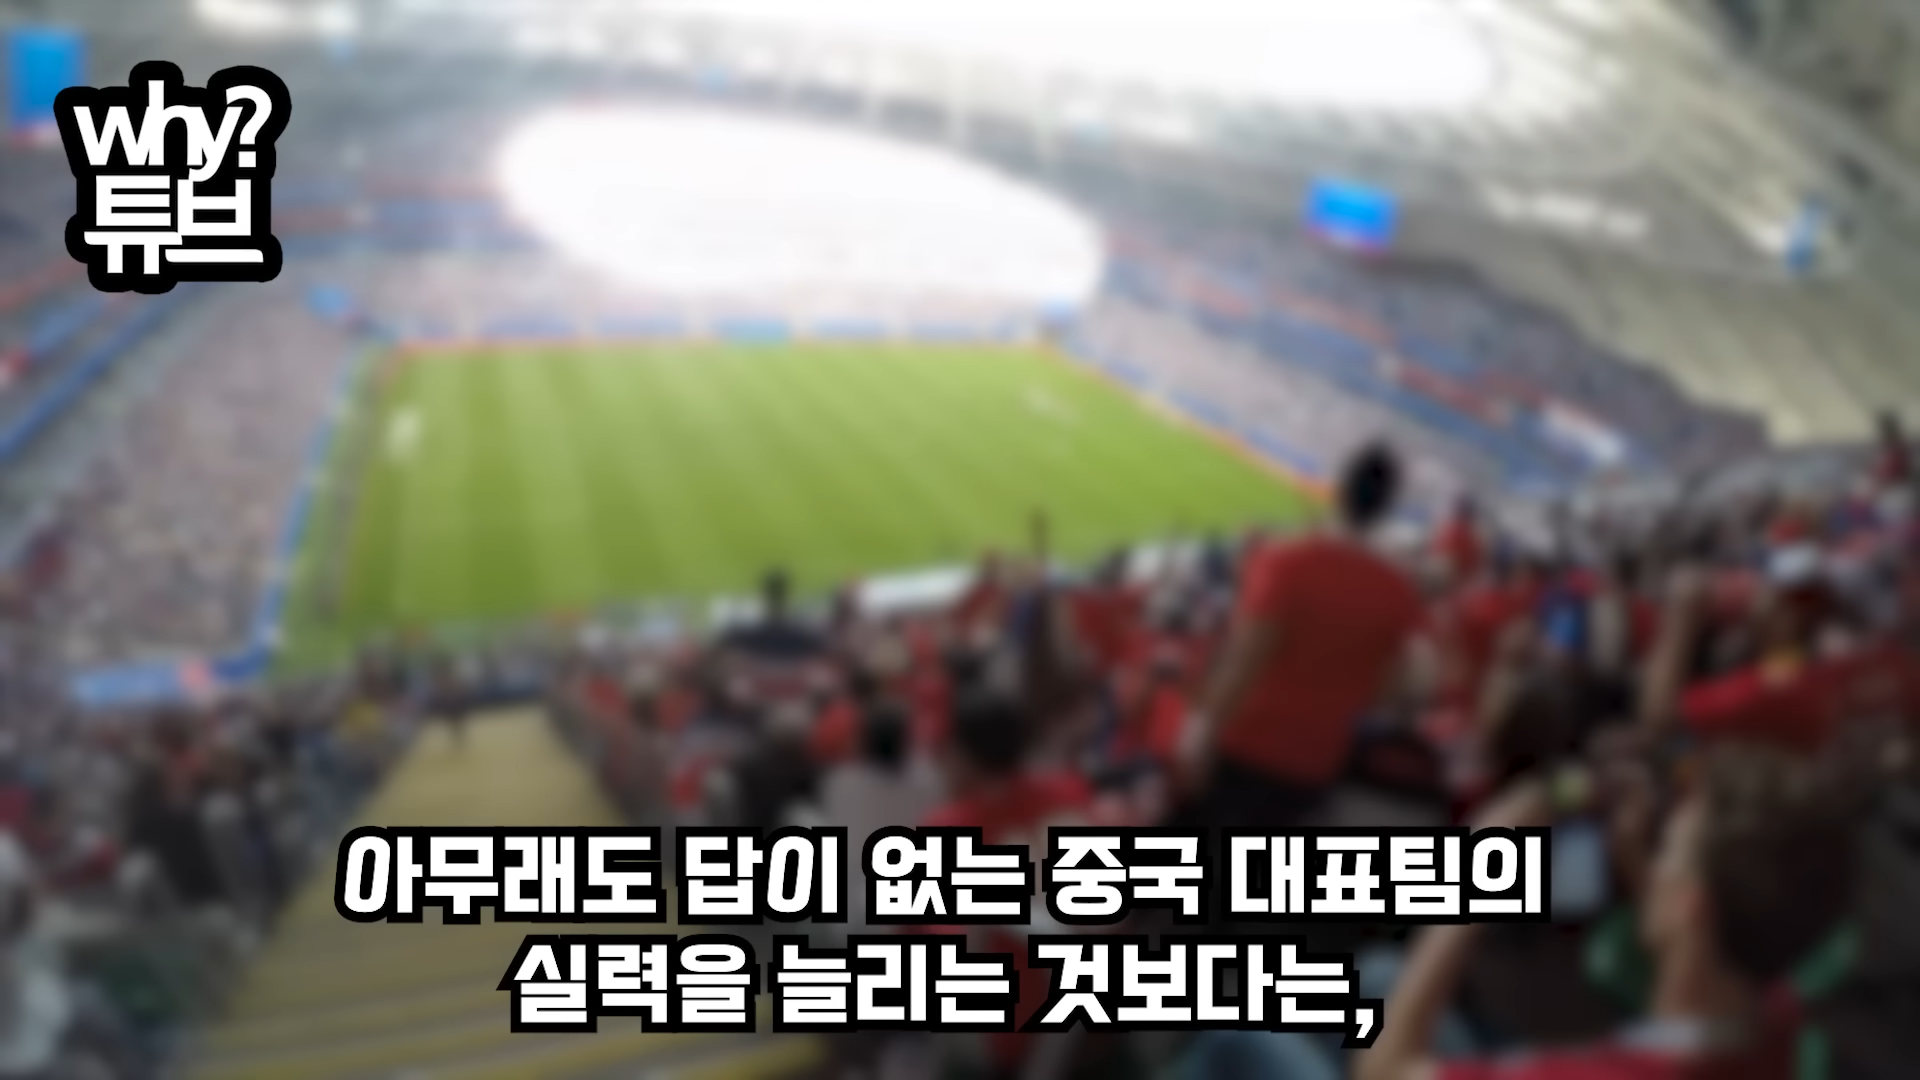 why?
튜브
아무래도 답이 없는 중국 대표팀의
실력을 늘리는 것보다는,